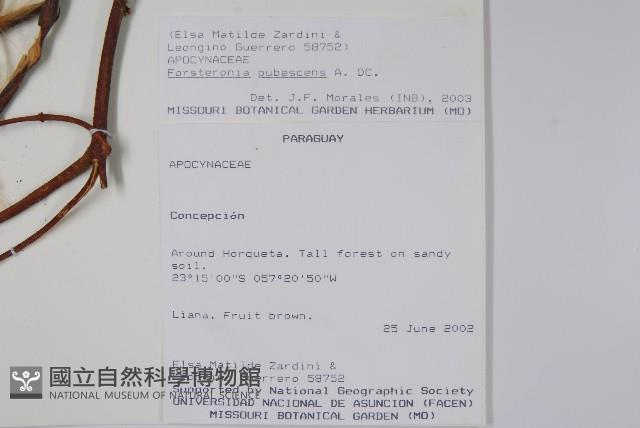 (Elsa Matilde Zardini &
Leongino Guerrero 58752)
APOCYNACEAE
Forsteronia pubescens A. DC.
Det. J.F. Morales (INB), 2003
MISSOURI BOTANICAL GARDEN HERBARIUM (MO)
PARAGUAY
APOCYNACEAE
Concepción
Around Horqueta. Tall forest on sandy
soil.
23°15'00"S 057°20'50"W
Liana. Fruit brown.
25 June 2002
Elsa Matilde Zardini &
Guerrero 58752
Supported by National Geographic Society
UNIVERSIDAD NACIONAL DE ASUNCION (FACEN)
MISSOURI BOTANICAL GARDEN (MO)
國立自然科學博物館
NATIONAL MUSEUM OF NATURAL SCIENCE